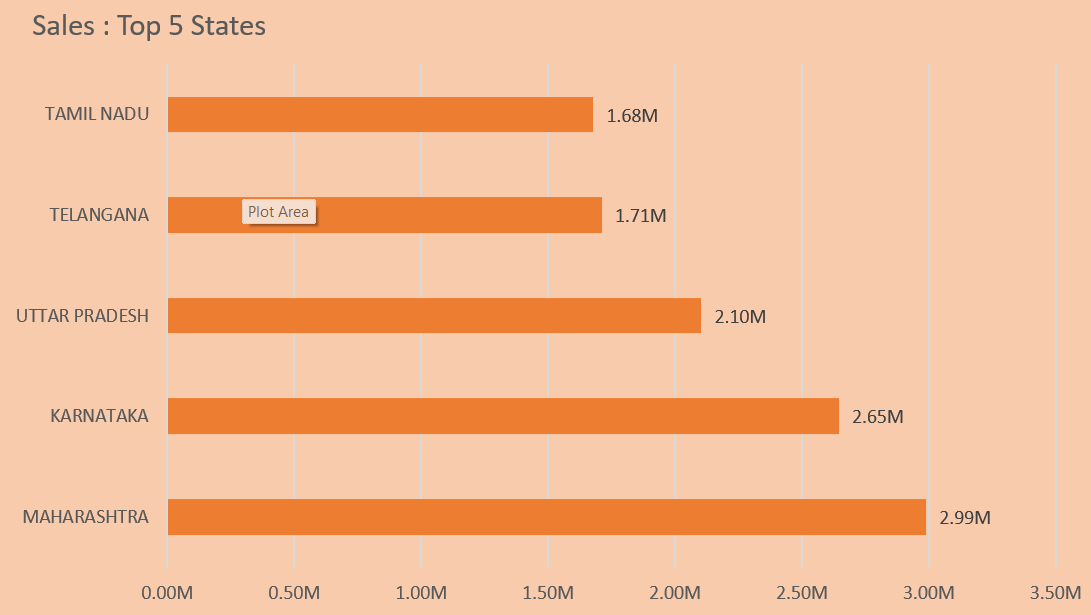 Sales : Top 5 States
TAMIL NADU
1.68M
TELANGANA
Plot Area
1.71M
UTTAR PRADESH
2.10M
KARNATAKA
2.65M
MAHARASHTRA
2.99M
0.00M 0.50M 1.00M 1.50M 2.00M 2.50M 3.00M 3.50M